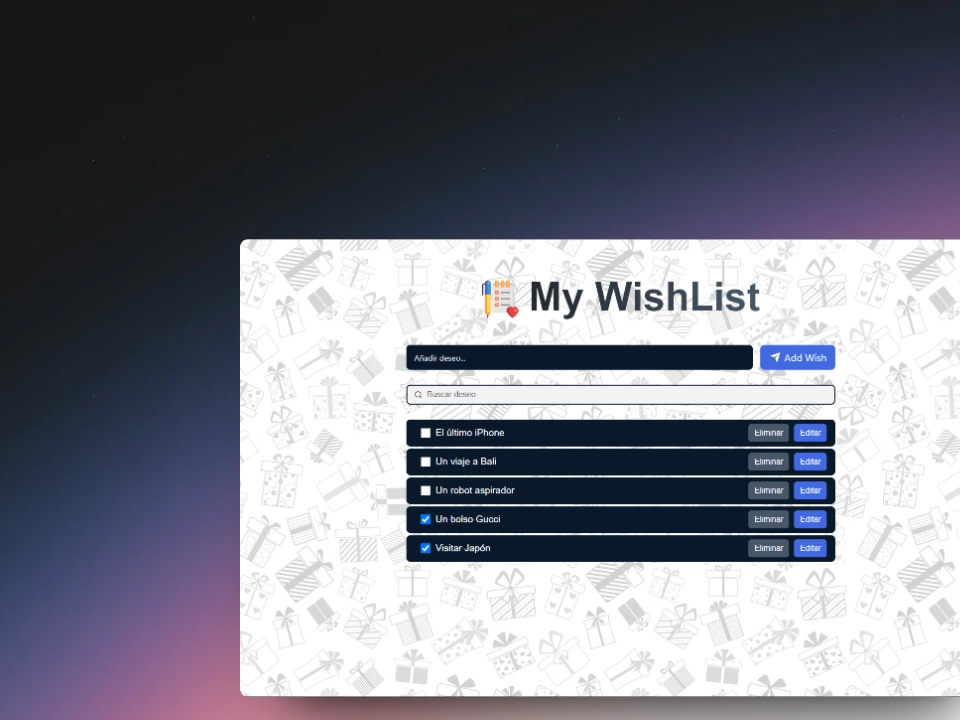 My WishList
Añadir deseo...
Add Wish
Buscar deseo
El último iPhone Eliminar Editar
Un viaje a Bali Eliminar Editar
Un robot aspirador Eliminar Editar
Un bolso Gucci Eliminar Editar
Visitar Japón Eliminar Editar